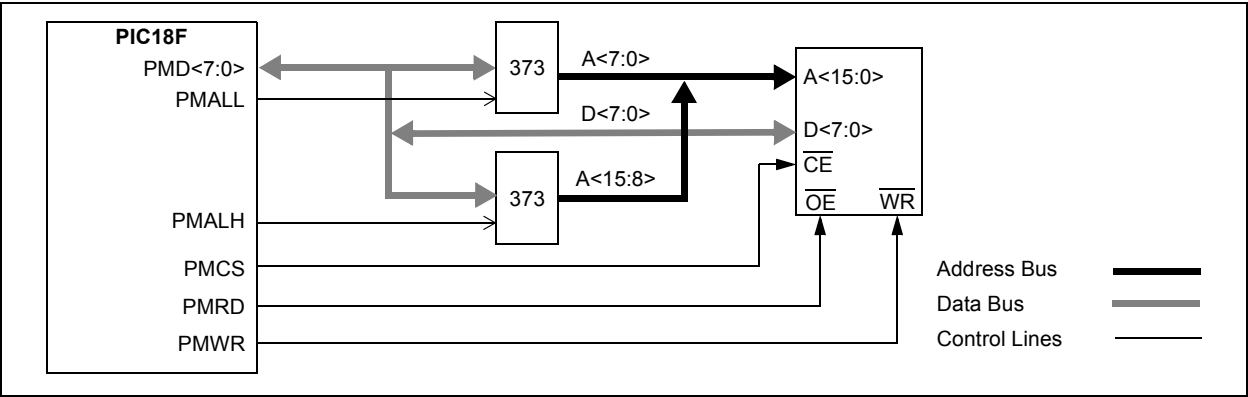 PIC18F
PMD<7:0>
PMALL
PMALH
PMCS
PMRD
PMWR
373
A<7:0>
D<7:0>
373
A<15:8>
A<15:0>
D<7:0>
CE
OE WR
Address Bus
Data Bus
Control Lines